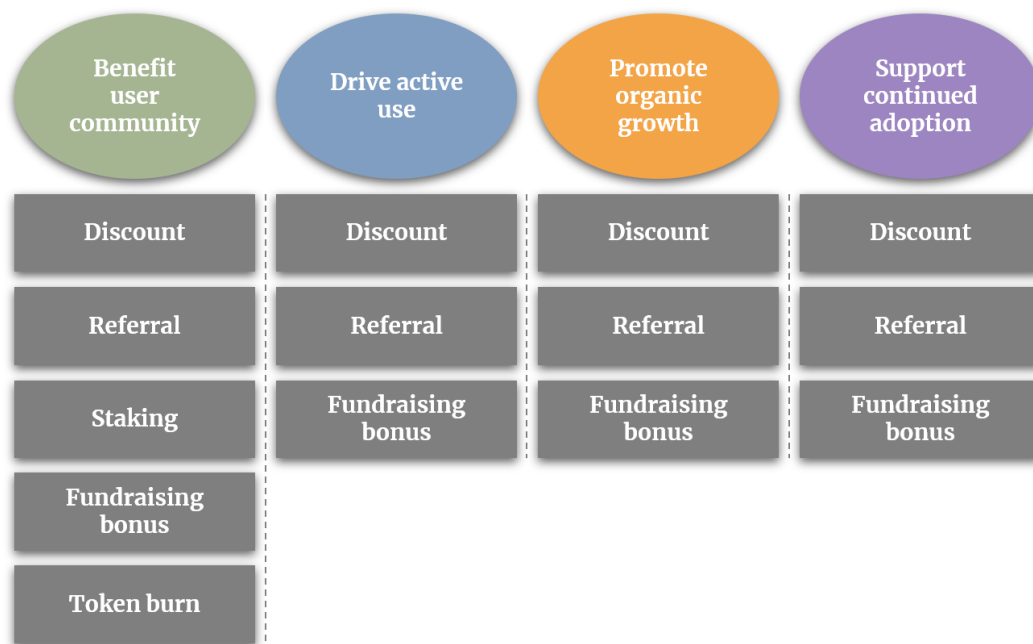 Benefit
user
community
Drive active
use
Promote
organic
growth
Support
continued
adoption
Discount
Discount
Discount
Discount
Referral
Referral
Referral
Referral
Staking
Fundraising
bonus
Fundraising
bonus
Fundraising
bonus
Fundraising
bonus
Token burn